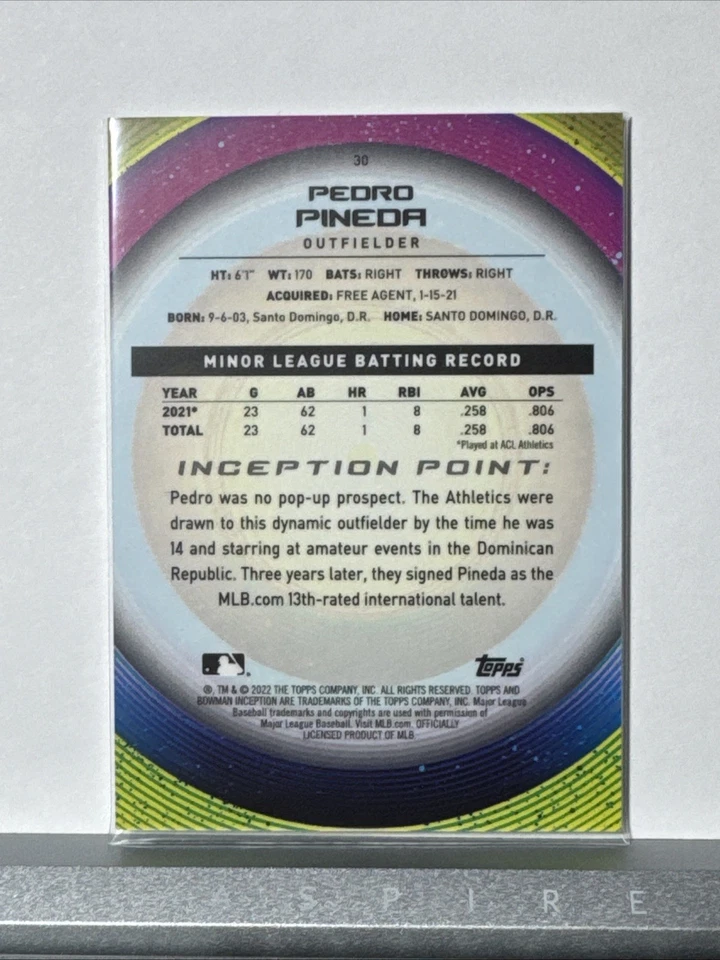 30
PEDRO
PINEDA
OUTFIELDER
HT: 6'1" WT: 170 BATS: RIGHT THROWS: RIGHT
ACQUIRED: FREE AGENT, 1-15-21
BORN: 9-6-03, Santo Domingo, D.R. HOME: SANTO DOMINGO, D.R.
MINOR LEAGUE BATTING RECORD
YEAR G AB HR RBI AVG OPS
2021* 23 62 1 8 .258 .806
TOTAL 23 62 1 8 .258 .806
*Played at ACL Athletics
INCEPTION POINT:
Pedro was no pop-up prospect. The Athletics were
drawn to this dynamic outfielder by the time he was
14 and starring at amateur events in the Dominican
Republic. Three years later, they signed Pineda as the
MLB.com 13th-rated international talent.
Topps
®, TM & © 2022 THE TOPPS COMPANY, INC. ALL RIGHTS RESERVED. TOPPS AND
BOWMAN INCEPTION ARE TRADEMARKS OF THE TOPPS COMPANY, INC. Major League
Baseball trademarks and copyrights are used with permission of
Major League Baseball. Visit MLB.com. OFFICIALLY
LICENSED PRODUCT OF MLB
ASPIRE